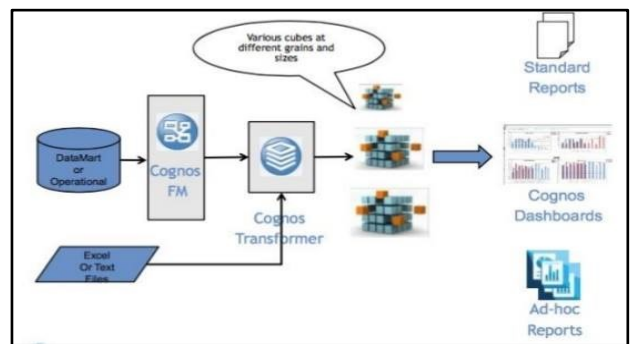 Various cubes at
different grains and
sizes
Standard
Reports
DataMart
or
Operational
Cognos
FM
Cognos
Transformer
Cognos
Dashboards
Excel
Or Text
Files
Ad-hoc
Reports